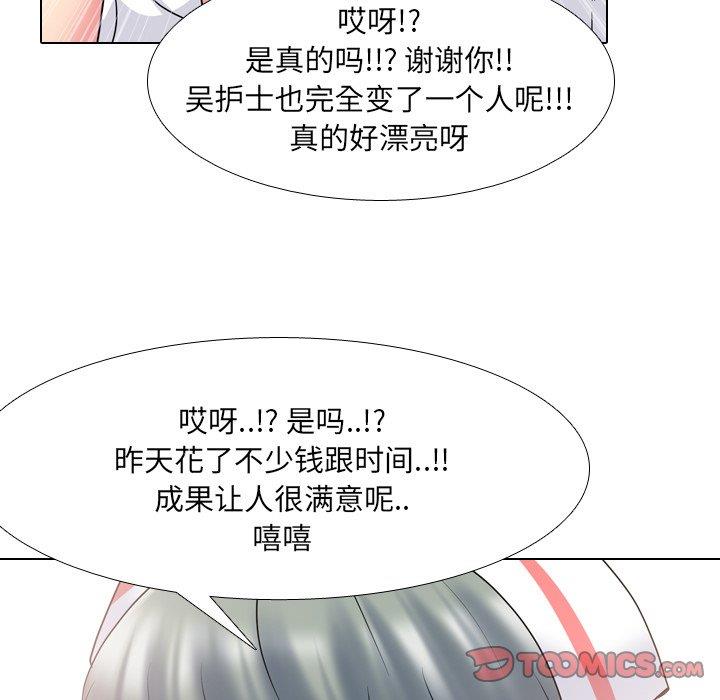 哎呀!?
是真的吗!!? 谢谢你!!
吴护士也完全变了一个人呢!!!
真的好漂亮呀
哎呀..!? 是吗..!?
昨天花了不少钱跟时间..!!
成果让人很满意呢..
嘻嘻
TOOMICS.COM